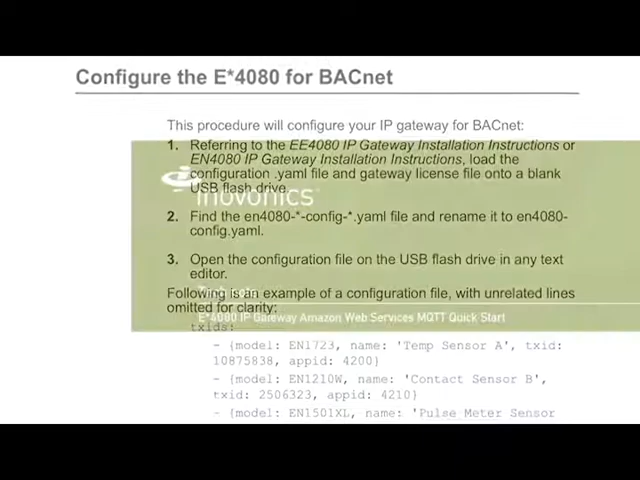 Configure the E*4080 for BACnet
This procedure will configure your IP gateway for BACnet:
1. Referring to the EE4080 IP Gateway Installation Instructions or
EN4080 IP Gateway Installation Instructions, load the
configuration .yaml file and gateway license file onto a blank
USB flash drive.
inovonics
2. Find the en4080-*-config-*.yaml file and rename it to en4080-
config.yaml.
3. Open the configuration file on the USB flash drive in any text
editor.
Following is an example of a configuration file, with unrelated lines
omitted for clarity:
E*4080 IP Gateway Amazon Web Services MQTT Quick Start
txids:
- {model: EN1723, name: 'Temp Sensor A', txid:
10875838, appid: 4200}
- {model: EN1210W, name: 'Contact Sensor B',
txid: 2506323, appid: 4210}
- {model: EN1501XL, name: 'Pulse Meter Sensor